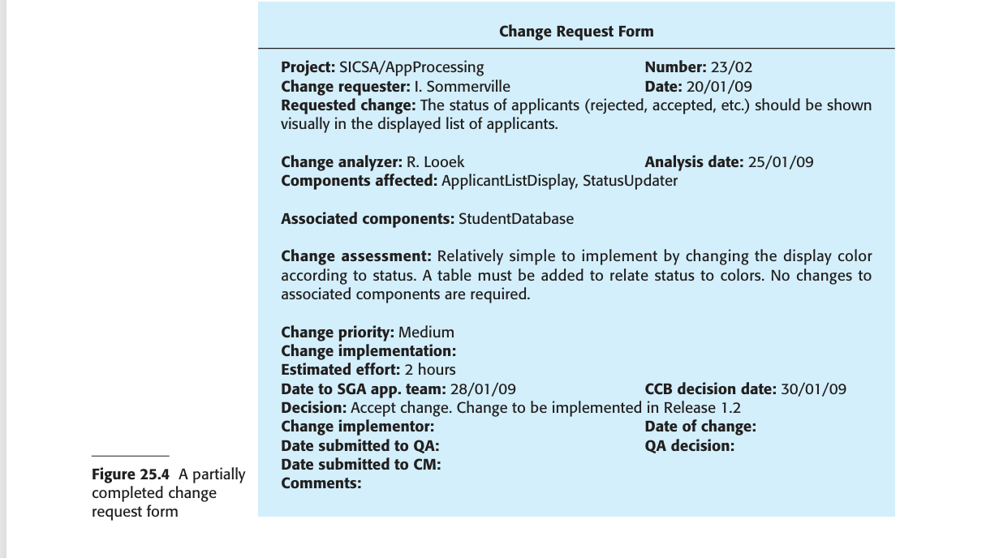 Change Request Form
Project: SICSA/AppProcessing Number: 23/02
Change requester: I. Sommerville Date: 20/01/09
Requested change: The status of applicants (rejected, accepted, etc.) should be shown
visually in the displayed list of applicants.
Change analyzer: R. Looek Analysis date: 25/01/09
Components affected: ApplicantListDisplay, StatusUpdater
Associated components: StudentDatabase
Change assessment: Relatively simple to implement by changing the display color
according to status. A table must be added to relate status to colors. No changes to
associated components are required.
Change priority: Medium
Change implementation:
Estimated effort: 2 hours
Date to SGA app. team: 28/01/09 CCB decision date: 30/01/09
Decision: Accept change. Change to be implemented in Release 1.2
Change implementor: Date of change:
Date submitted to QA: QA decision:
Date submitted to CM:
Comments:
Figure 25.4 A partially
completed change
request form